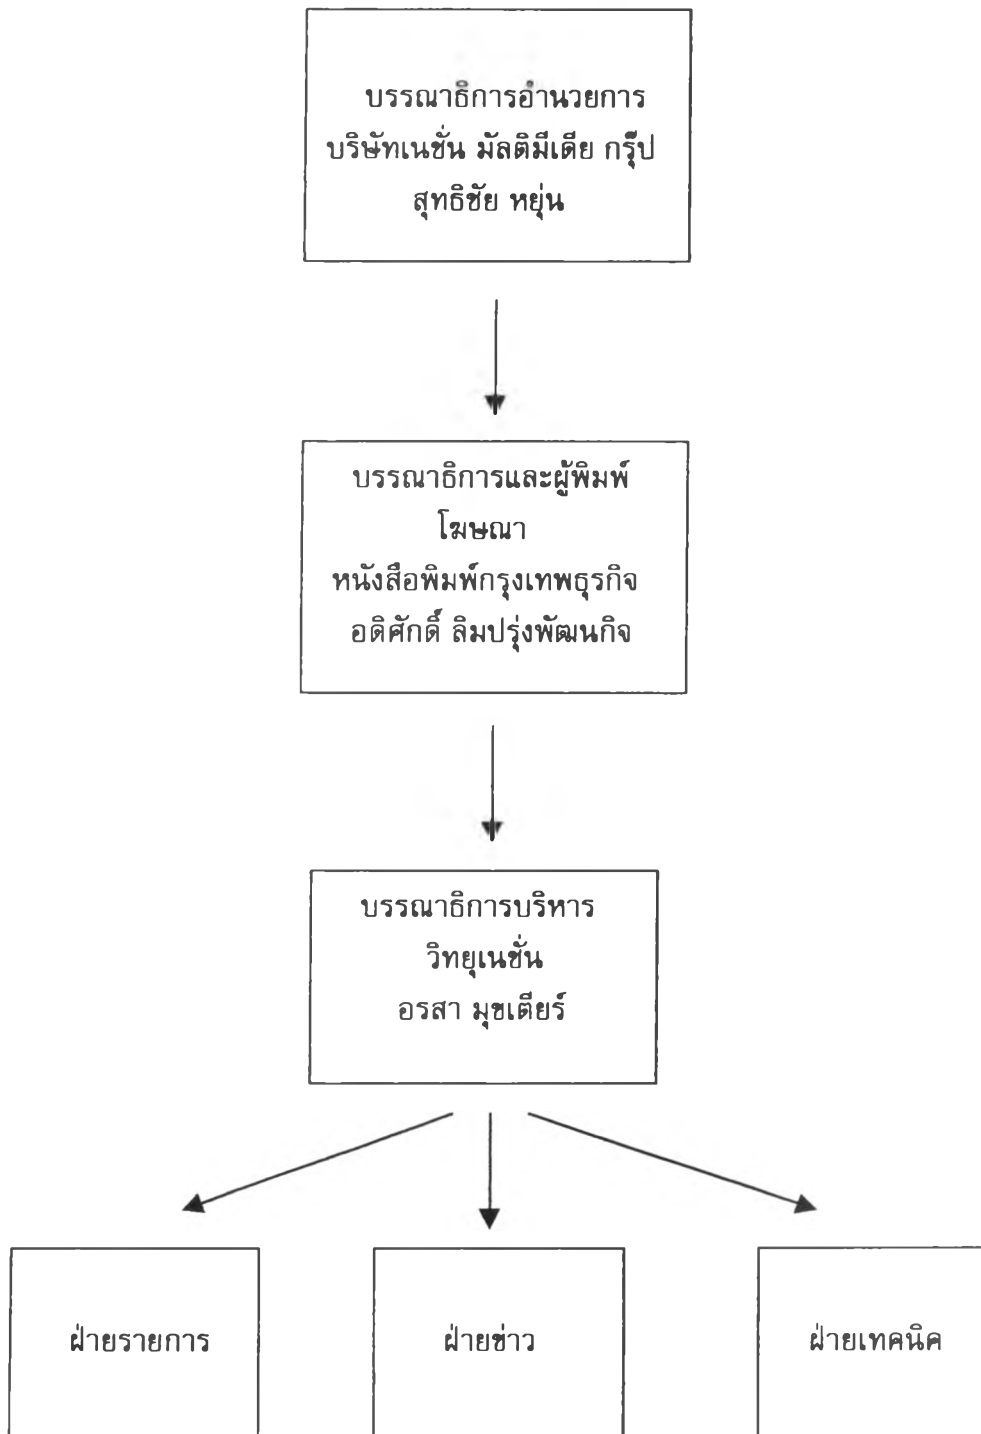 บรรณาธิการอำนวยการ
บริษัทเนชั่น มัลติมีเดีย กรุ๊ป
สุทธิชัย หยุ่น
บรรณาธิการและผู้พิมพ์
โฆษณา
หนังสือพิมพ์กรุงเทพธุรกิจ
อดิศักดิ์ ลิมปรุ่งพัฒนกิจ
บรรณาธิการบริหาร
วิทยุเนชั่น
อรสา มุขเตียร์
ฝ่ายรายการ
ฝ่ายข่าว
ฝ่ายเทคนิค